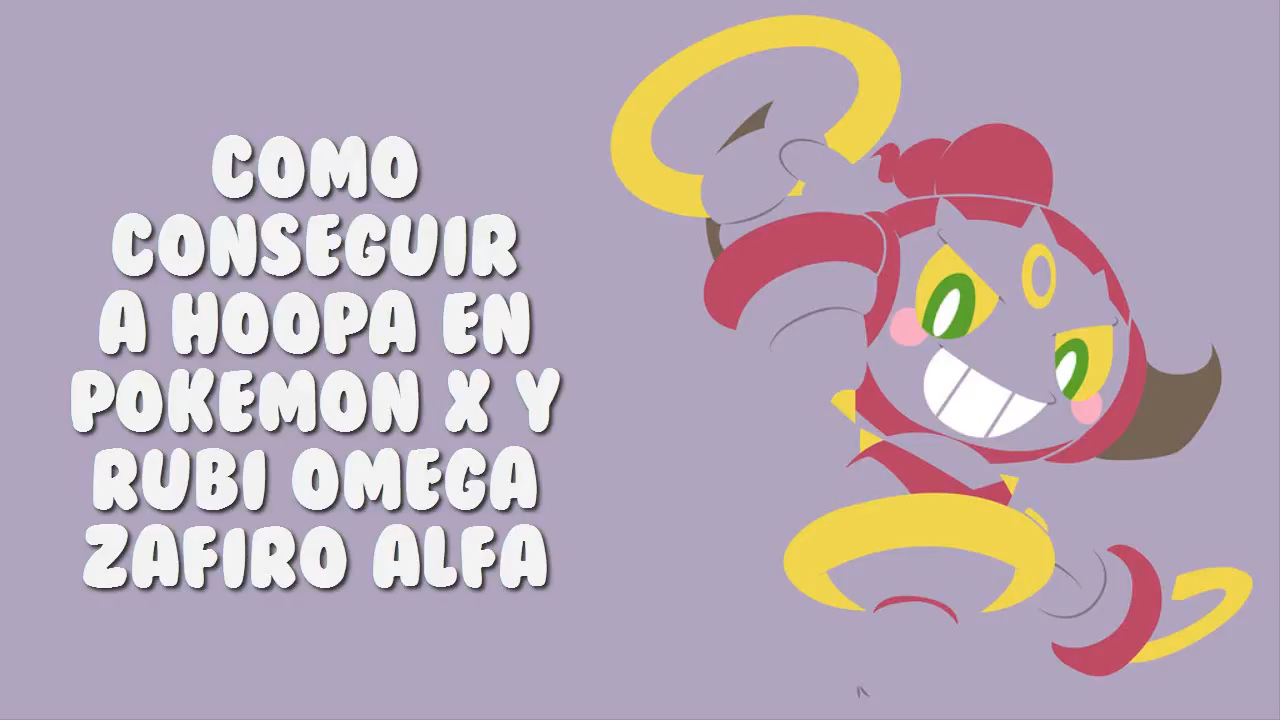 COMO
CONSEGUIR
A HOOPA EN
POKEMON X Y
RUBI OMEGA
ZAFIRO ALFA